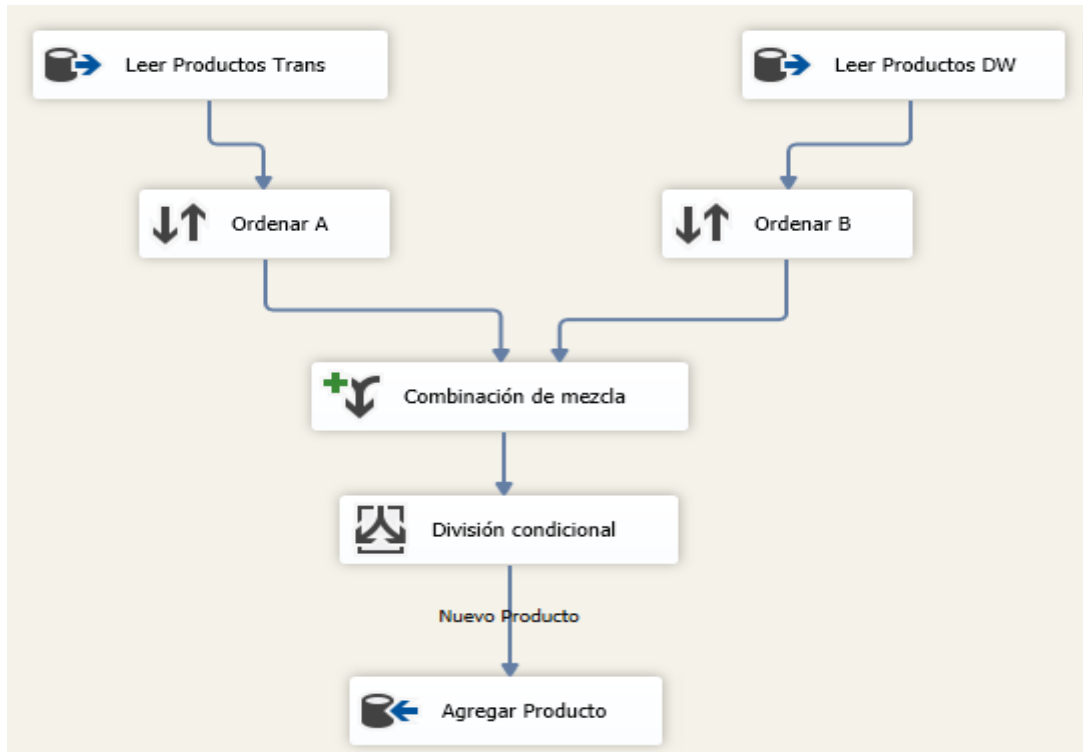 Leer Productos Trans
Leer Productos DW
Ordenar A
Ordenar B
Combinación de mezcla
División condicional
Nuevo Producto
Agregar Producto